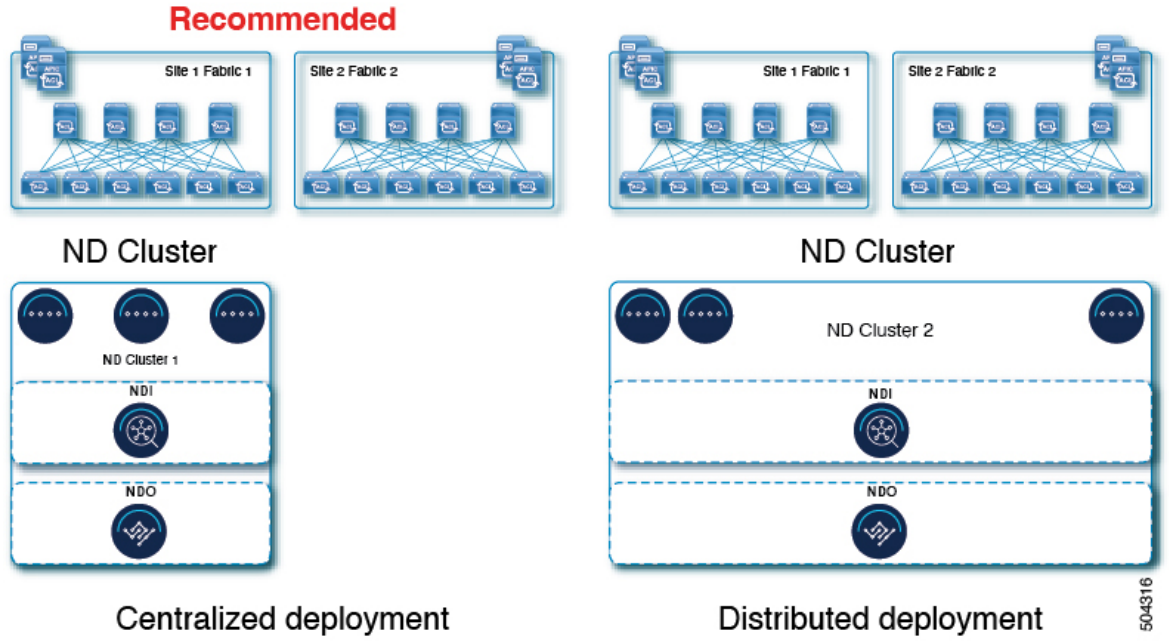 Recommended
Site 1 Fabric 1
Site 2 Fabric 2
Site 1 Fabric 1
Site 2 Fabric 2
ND Cluster
ND Cluster
ND Cluster 1
ND Cluster 2
NDI
NDI
NDO
NDO
Centralized deployment
Distributed deployment
504316